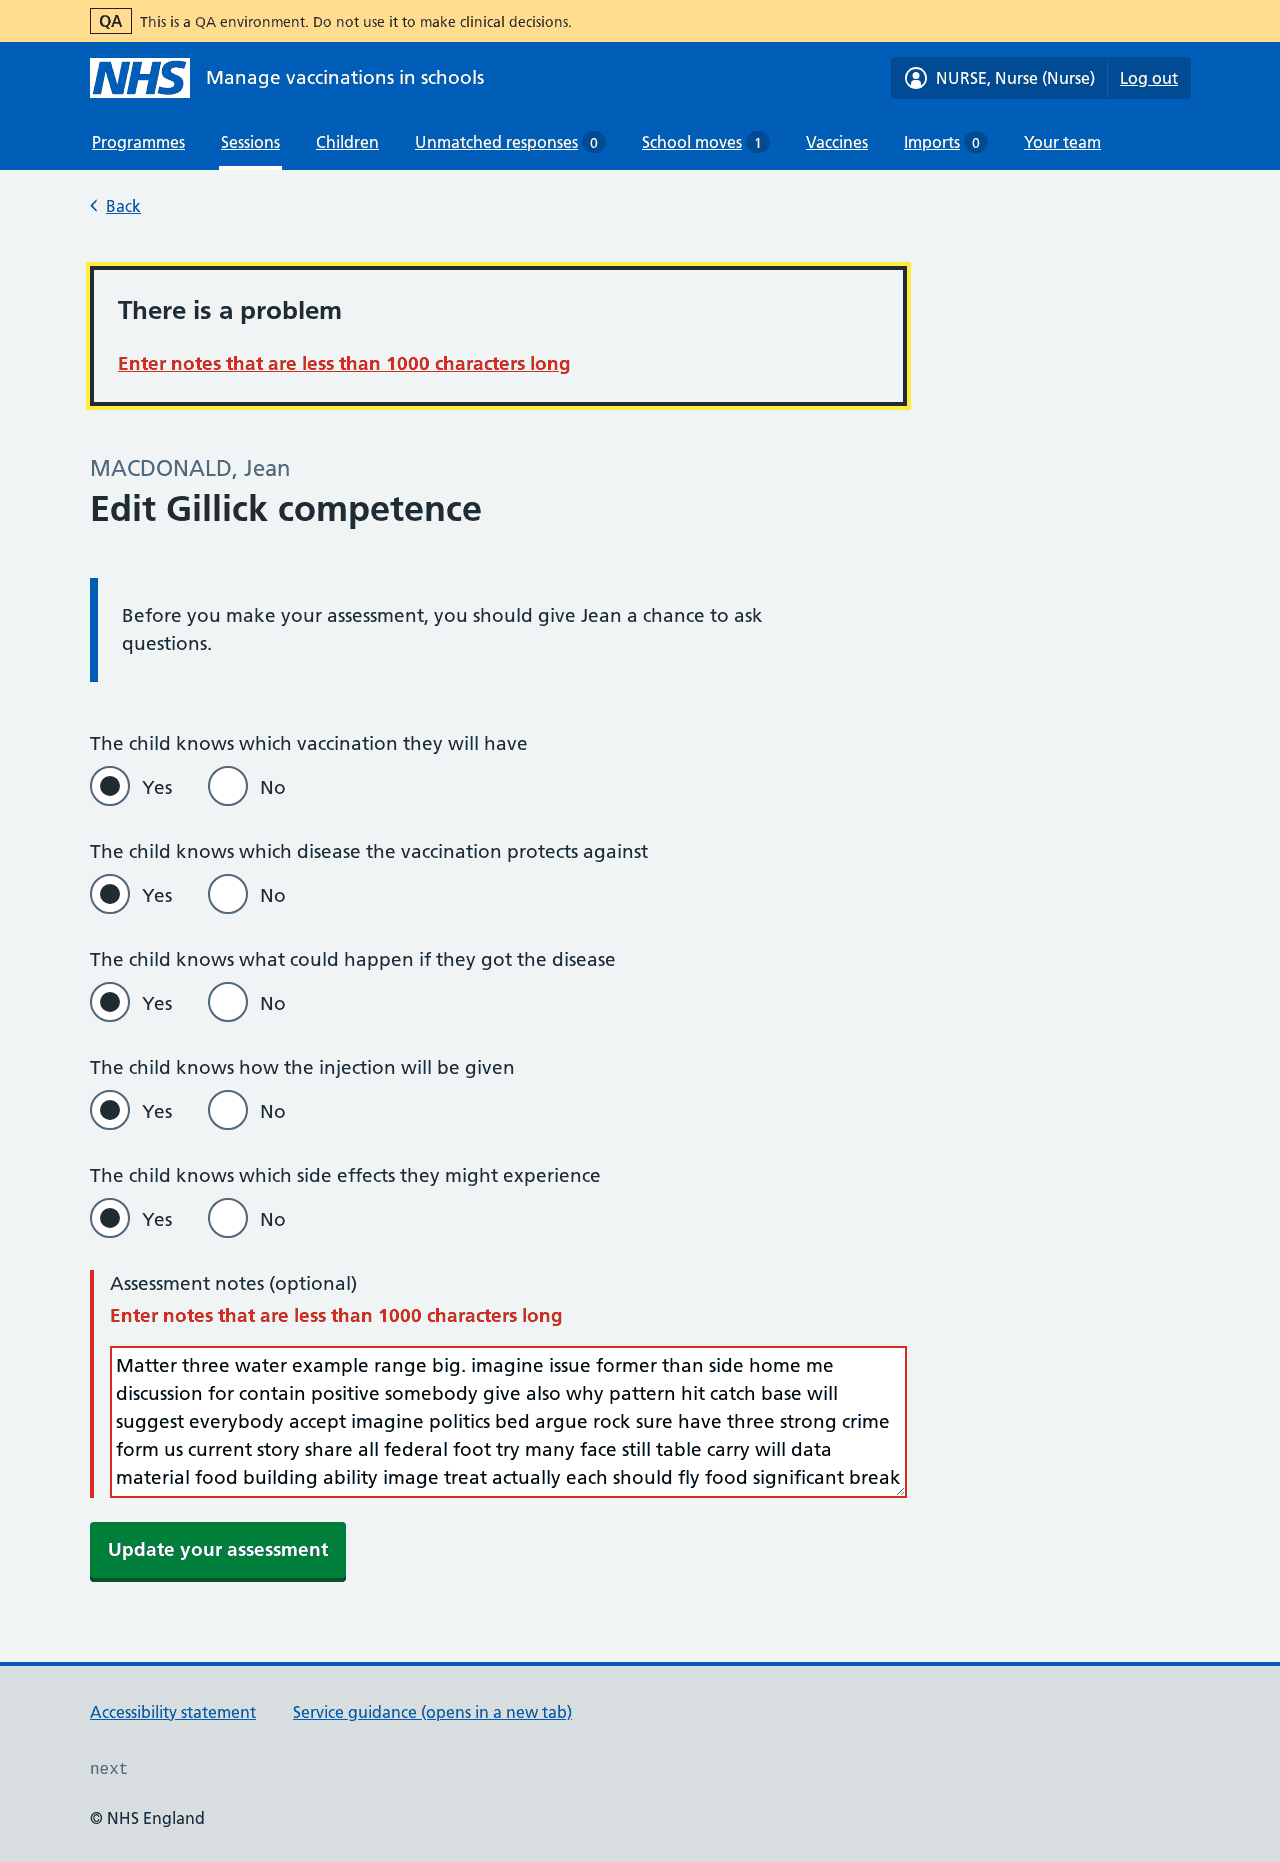 QA This is a QA environment. Do not use it to make clinical decisions.
NHS Manage vaccinations in schools NURSE, Nurse (Nurse) Log out
Programmes Sessions Children Unmatched responses 0 School moves 1 Vaccines Imports 0 Your team
Back
There is a problem
Enter notes that are less than 1000 characters long
MACDONALD, Jean
Edit Gillick competence
Before you make your assessment, you should give Jean a chance to ask
questions.
The child knows which vaccination they will have
Yes No
The child knows which disease the vaccination protects against
Yes No
The child knows what could happen if they got the disease
Yes No
The child knows how the injection will be given
Yes No
The child knows which side effects they might experience
Yes No
Assessment notes (optional)
Enter notes that are less than 1000 characters long
Matter three water example range big. imagine issue former than side home me
discussion for contain positive somebody give also why pattern hit catch base will
suggest everybody accept imagine politics bed argue rock sure have three strong crime
form us current story share all federal foot try many face still table carry will data
material food building ability image treat actually each should fly food significant break
Update your assessment
Accessibility statement Service guidance (opens in a new tab)
next
© NHS England